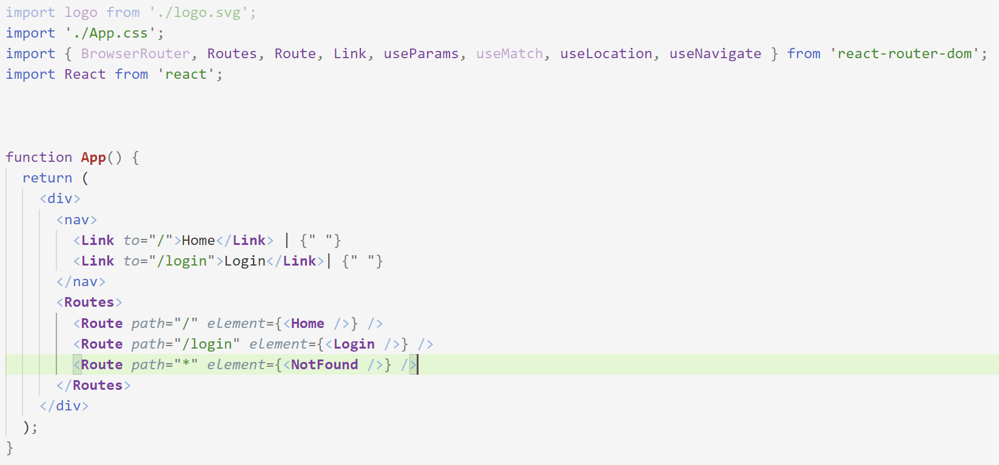 import logo from './logo.svg';
import './App.css';
import { BrowserRouter, Routes, Route, Link, useParams, useMatch, useLocation, useNavigate } from 'react-router-dom';
import React from 'react';
function App() {
  return (
    <div>
      <nav>
        <Link to="/">Home</Link> | {" "}
        <Link to="/login">Login</Link>| {" "}
      </nav>
      <Routes>
        <Route path="/" element={<Home />} />
        <Route path="/login" element={<Login />} />
        <Route path="*" element={<NotFound />} />
      </Routes>
    </div>
  );
}